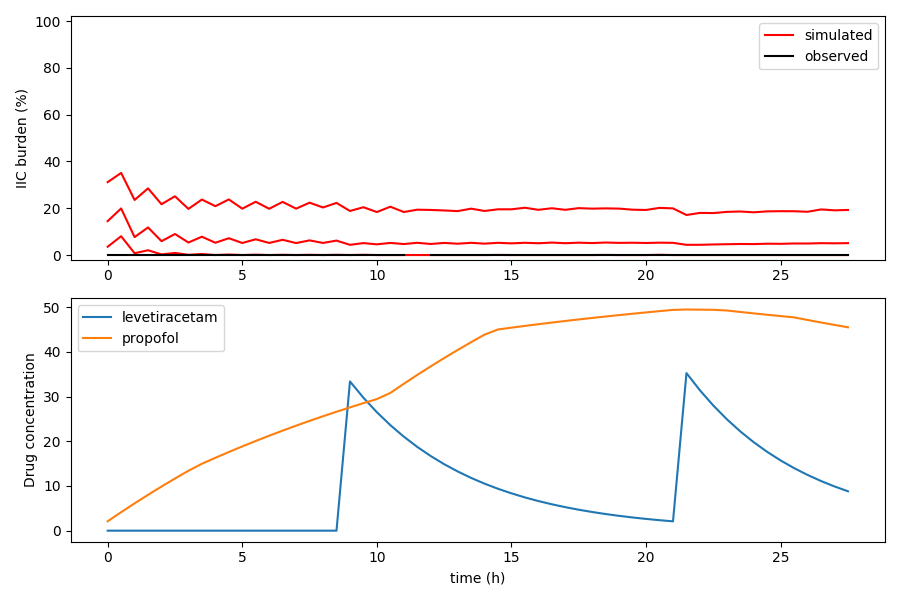 100
80
60
40
20
0
IIC burden (%)
simulated
observed
0 5 10 15 20 25
50
40
30
20
10
0
Drug concentration
levetiracetam
propofol
0 5 10 15 20 25
time (h)